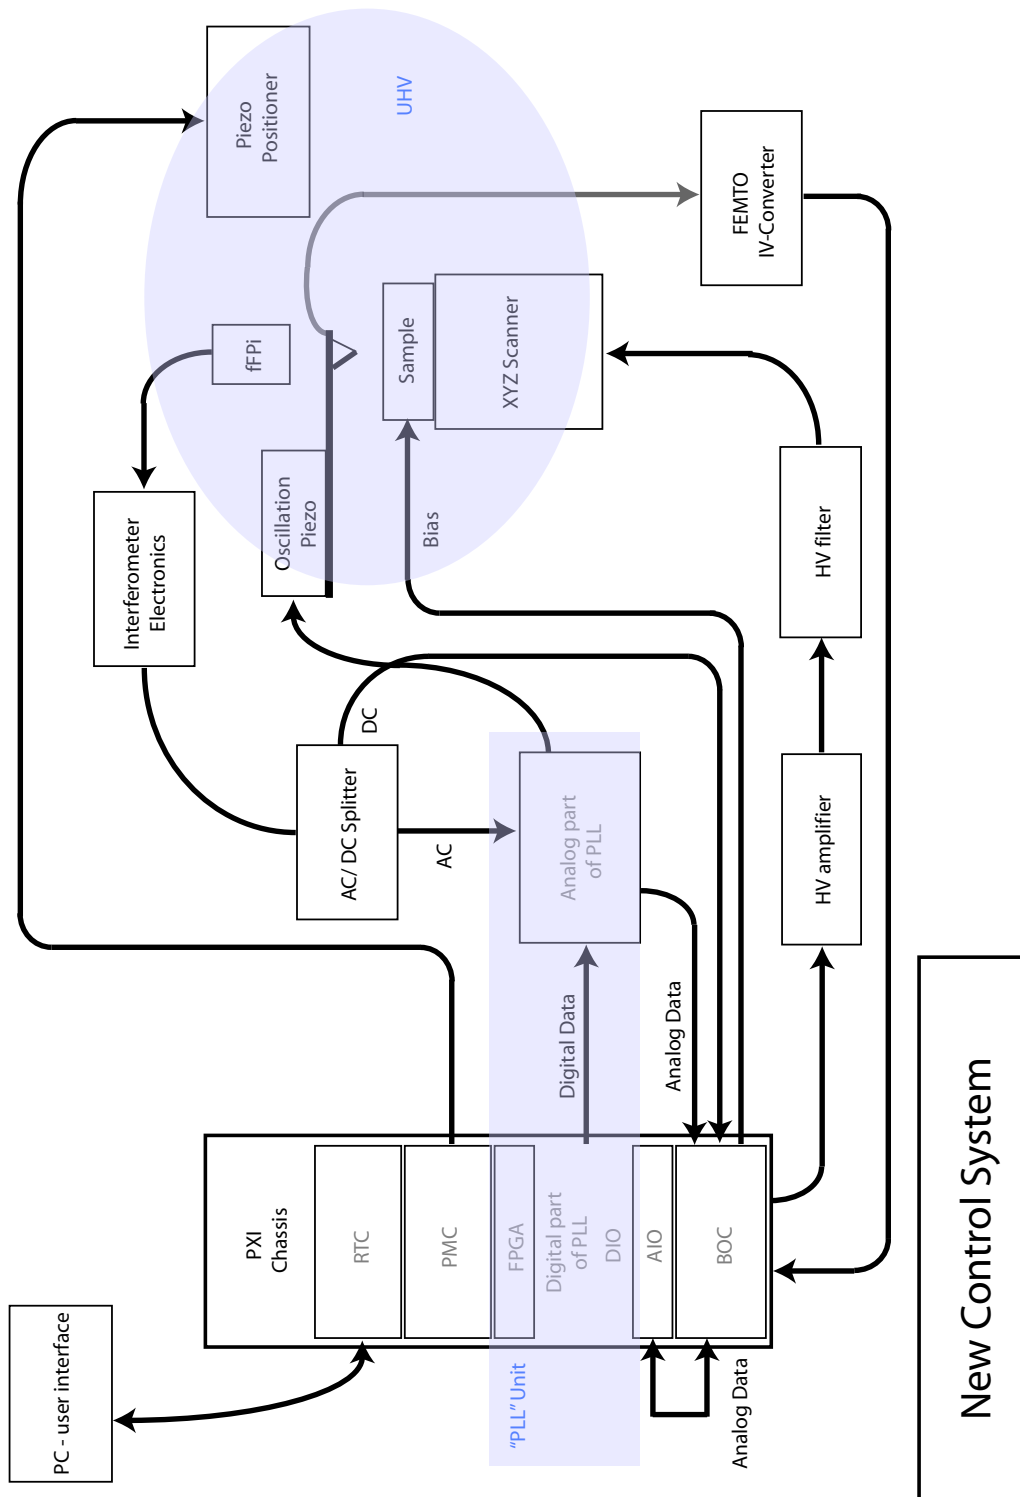 PC - user interface
PXI
Chassis
RTC
PMC
FPGA
Digital part
of PLL
DIO
AIO
BOC
"PLL" Unit
Analog Data
Digital Data
Analog Data
Analog part
of PLL
AC
DC
AC/ DC Splitter
Interferometer
Electronics
Oscillation
Piezo
Bias
fFPi
Sample
XYZ Scanner
Piezo
Positioner
UHV
FEMTO
IV-Converter
HV filter
HV amplifier
New Control System